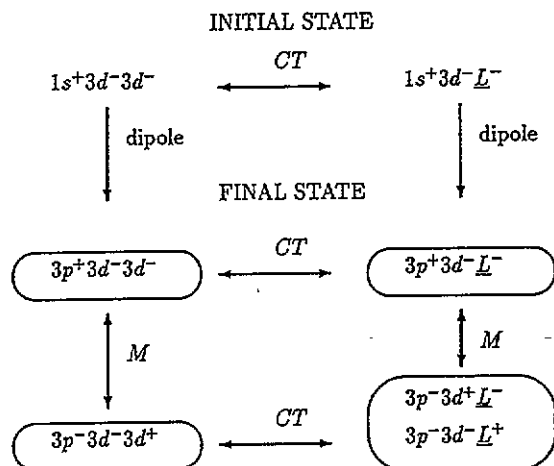 INITIAL STATE
CT
1s⁺3d⁻3d⁻ 1s⁺3d⁻L̲⁻
dipole dipole
FINAL STATE
CT
3p⁺3d⁻3d⁻ 3p⁺3d⁻L̲⁻
M M
3p⁻3d⁺L̲⁻
CT
3p⁻3d⁻3d⁺ 3p⁻3d⁻L̲⁺